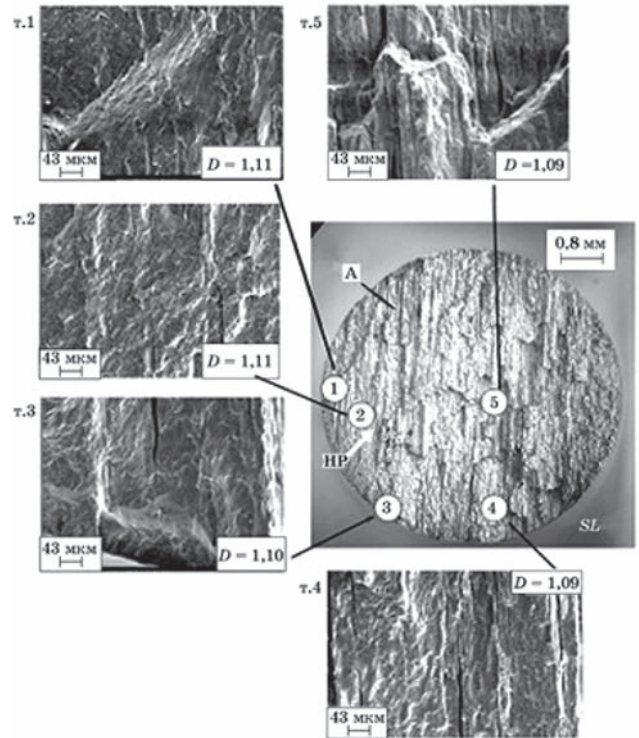 т.1
43 мкм
D = 1,11
т.5
43 мкм
D =1,09
т.2
43 мкм
D = 1,11
0,8 мм
A
1
2
5
HP
3
4
SL
т.3
43 мкм
D = 1,10
т.4
D = 1,09
43 мкм